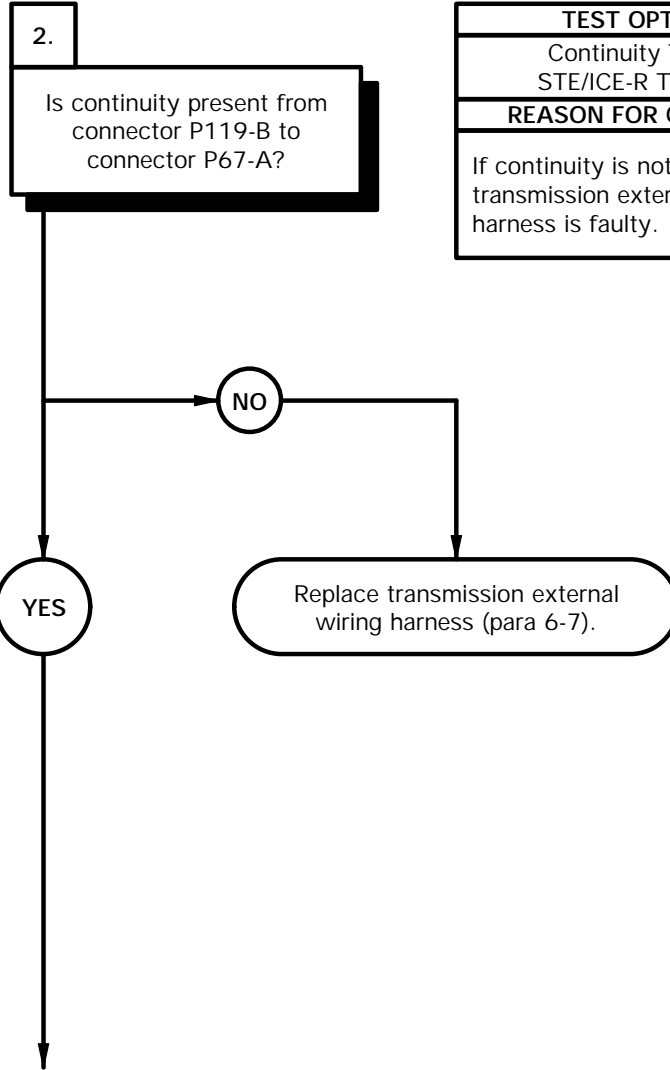 2.
Is continuity present from
connector P119-B to
connector P67-A?
TEST OPT
Continuity
STE/ICE-R T
REASON FOR
If continuity is not
transmission exter
harness is faulty.
NO
YES
Replace transmission external
wiring harness (para 6-7).